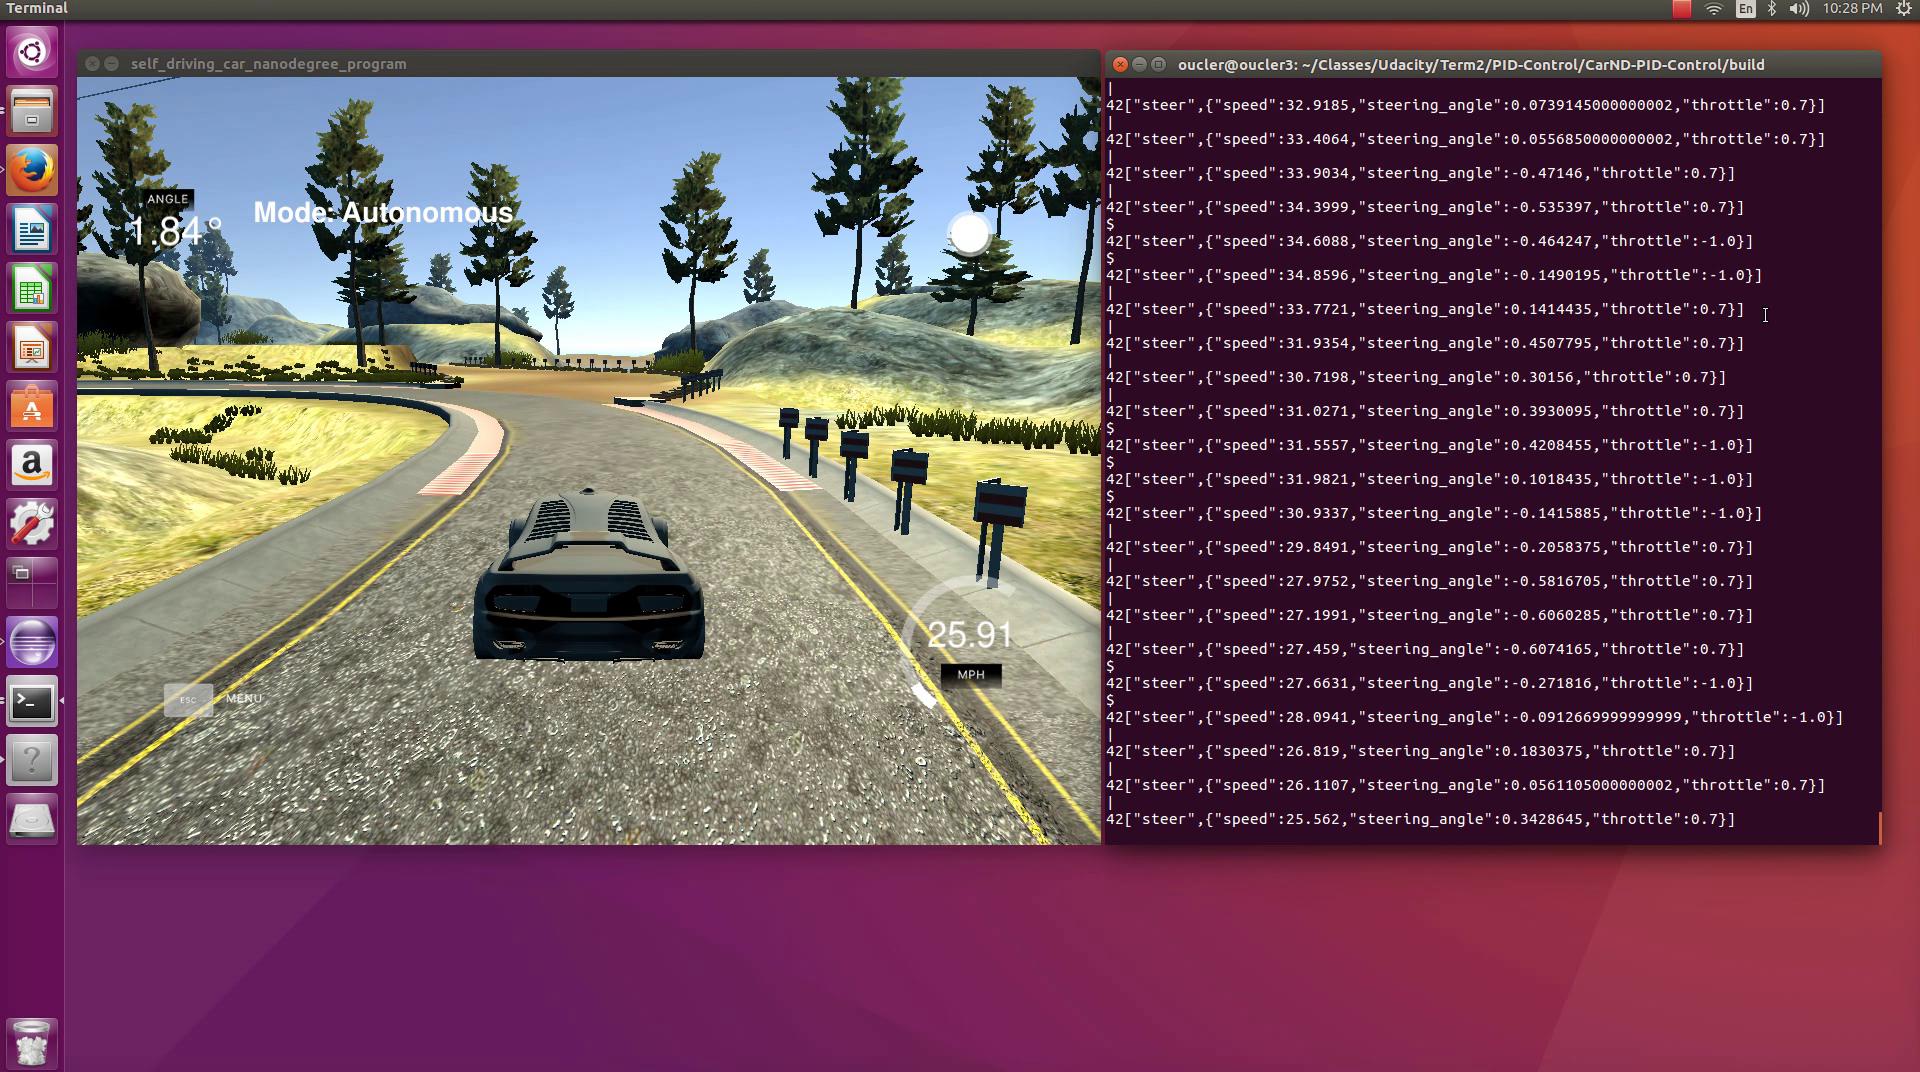 Terminal
En
10:28 PM
self_driving_car_nanodegree_program
ANGLE
1.84°
Mode: Autonomous
25.91
MPH
ESC
MENU
oucler@oucler3: ~/Classes/Udacity/Term2/PID-Control/CarND-PID-Control/build
|
42["steer",{"speed":32.9185,"steering_angle":0.0739145000000002,"throttle":0.7}]
|
42["steer",{"speed":33.4064,"steering_angle":0.0556850000000002,"throttle":0.7}]
|
42["steer",{"speed":33.9034,"steering_angle":-0.47146,"throttle":0.7}]
|
42["steer",{"speed":34.3999,"steering_angle":-0.535397,"throttle":0.7}]
$
42["steer",{"speed":34.6088,"steering_angle":-0.464247,"throttle":-1.0}]
$
42["steer",{"speed":34.8596,"steering_angle":-0.1490195,"throttle":-1.0}]
|
42["steer",{"speed":33.7721,"steering_angle":0.1414435,"throttle":0.7}]
|
42["steer",{"speed":31.9354,"steering_angle":0.4507795,"throttle":0.7}]
|
42["steer",{"speed":30.7198,"steering_angle":0.30156,"throttle":0.7}]
|
42["steer",{"speed":31.0271,"steering_angle":0.3930095,"throttle":0.7}]
$
42["steer",{"speed":31.5557,"steering_angle":0.4208455,"throttle":-1.0}]
$
42["steer",{"speed":31.9821,"steering_angle":0.1018435,"throttle":-1.0}]
$
42["steer",{"speed":30.9337,"steering_angle":-0.1415885,"throttle":-1.0}]
|
42["steer",{"speed":29.8491,"steering_angle":-0.2058375,"throttle":0.7}]
|
42["steer",{"speed":27.9752,"steering_angle":-0.5816705,"throttle":0.7}]
|
42["steer",{"speed":27.1991,"steering_angle":-0.6060285,"throttle":0.7}]
|
42["steer",{"speed":27.459,"steering_angle":-0.6074165,"throttle":0.7}]
$
42["steer",{"speed":27.6631,"steering_angle":-0.271816,"throttle":-1.0}]
$
42["steer",{"speed":28.0941,"steering_angle":-0.0912669999999999,"throttle":-1.0}]
|
42["steer",{"speed":26.819,"steering_angle":0.1830375,"throttle":0.7}]
|
42["steer",{"speed":26.1107,"steering_angle":0.0561105000000002,"throttle":0.7}]
|
42["steer",{"speed":25.562,"steering_angle":0.3428645,"throttle":0.7}]